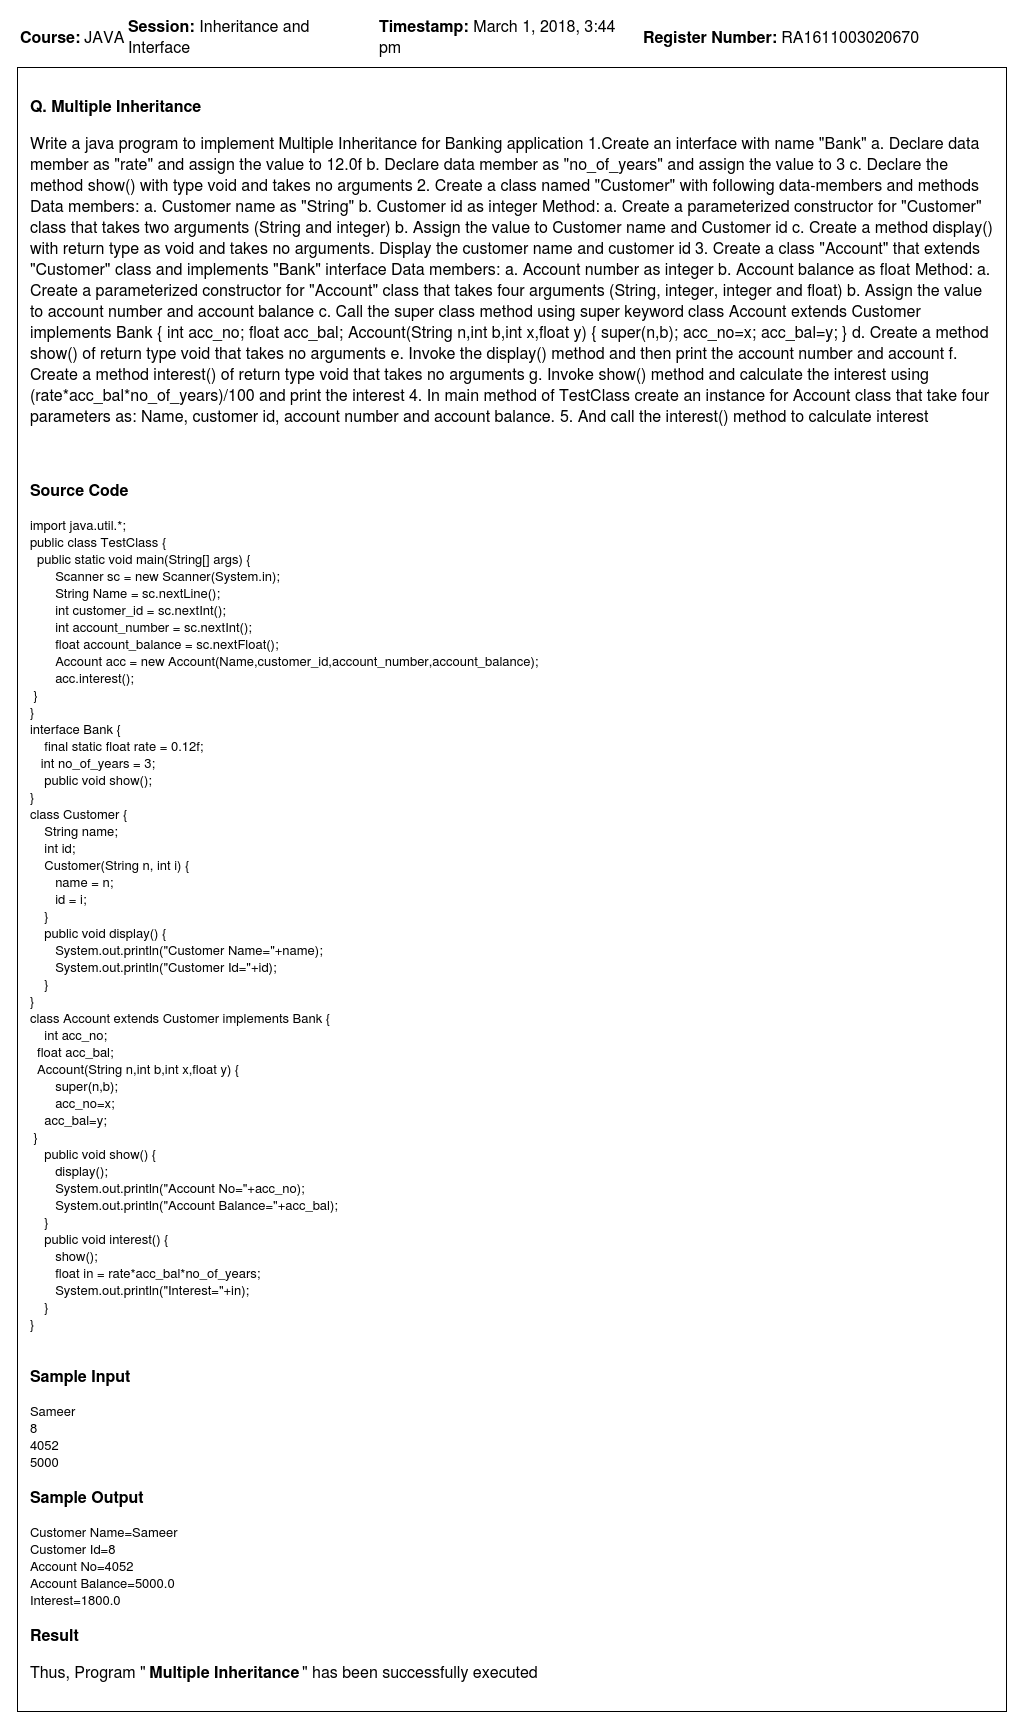 Course: JAVA Session: Inheritance and Interface Timestamp: March 1, 2018, 3:44 pm Register Number: RA1611003020670
Q. Multiple Inheritance
Write a java program to implement Multiple Inheritance for Banking application 1.Create an interface with name "Bank" a. Declare data
member as "rate" and assign the value to 12.0f b. Declare data member as "no_of_years" and assign the value to 3 c. Declare the
method show() with type void and takes no arguments 2. Create a class named "Customer" with following data-members and methods
Data members: a. Customer name as "String" b. Customer id as integer Method: a. Create a parameterized constructor for "Customer"
class that takes two arguments (String and integer) b. Assign the value to Customer name and Customer id c. Create a method display()
with return type as void and takes no arguments. Display the customer name and customer id 3. Create a class "Account" that extends
"Customer" class and implements "Bank" interface Data members: a. Account number as integer b. Account balance as float Method: a.
Create a parameterized constructor for "Account" class that takes four arguments (String, integer, integer and float) b. Assign the value
to account number and account balance c. Call the super class method using super keyword class Account extends Customer
implements Bank { int acc_no; float acc_bal; Account(String n,int b,int x,float y) { super(n,b); acc_no=x; acc_bal=y; } d. Create a method
show() of return type void that takes no arguments e. Invoke the display() method and then print the account number and account f.
Create a method interest() of return type void that takes no arguments g. Invoke show() method and calculate the interest using
(rate*acc_bal*no_of_years)/100 and print the interest 4. In main method of TestClass create an instance for Account class that take four
parameters as: Name, customer id, account number and account balance. 5. And call the interest() method to calculate interest
Source Code
import java.util.*;
public class TestClass {
public static void main(String[] args) {
Scanner sc = new Scanner(System.in);
String Name = sc.nextLine();
int customer_id = sc.nextInt();
int account_number = sc.nextInt();
float account_balance = sc.nextFloat();
Account acc = new Account(Name,customer_id,account_number,account_balance);
acc.interest();
}
}
interface Bank {
final static float rate = 0.12f;
int no_of_years = 3;
public void show();
}
class Customer {
String name;
int id;
Customer(String n, int i) {
name = n;
id = i;
}
public void display() {
System.out.println("Customer Name="+name);
System.out.println("Customer Id="+id);
}
}
class Account extends Customer implements Bank {
int acc_no;
float acc_bal;
Account(String n,int b,int x,float y) {
super(n,b);
acc_no=x;
acc_bal=y;
}
public void show() {
display();
System.out.println("Account No="+acc_no);
System.out.println("Account Balance="+acc_bal);
}
public void interest() {
show();
float in = rate*acc_bal*no_of_years;
System.out.println("Interest="+in);
}
}
Sample Input
Sameer
8
4052
5000
Sample Output
Customer Name=Sameer
Customer Id=8
Account No=4052
Account Balance=5000.0
Interest=1800.0
Result
Thus, Program " Multiple Inheritance " has been successfully executed